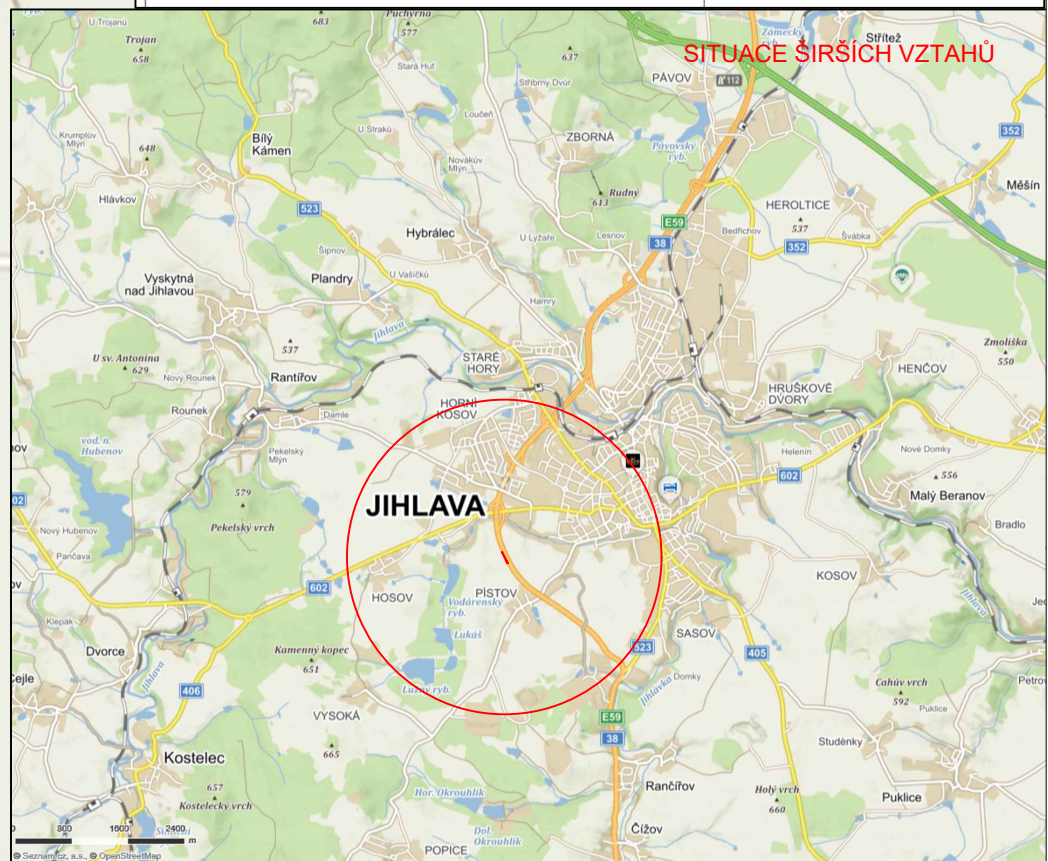 Puchýrna
577
683
U Trojanů
Trojan
658
Stará Huť
637
SITUACE ŠIRŠÍCH VZTAHŮ
Zámecký
ryb.
Střítež
PÁVOV
112
Stříbrný Dvůr
Loučeň
U Straků
Bílý
Kámen
Krumplův
Mlýn
648
Hlávkov
Novákův
Mlýn
ZBORNÁ
Pávovský
ryb.
352
Měšín
Rudný
613
HEROLTICE
537
523
Hybrálec
U Lyžaře
Lesnov
E59
38
Bedřichov
352
Švábka
Šipnov
U Vašíčků
Plandry
Vyskytná
nad Jihlavou
Hamry
Jihlava
537
U sv. Antonína
629
Nový Rounek
Rantířov
STARÉ
HORY
Zmoliška
550
HENČOV
HRUŠKOVÉ
DVORY
Rounek
Damle
HORNÍ
KOSOV
vod. n.
Hubenov
Pekelský
Mlýn
Helenín
Nové Domky
602
556
Malý Beranov
579
Pekelský vrch
JIHLAVA
02
Nový Hubenov
Pančava
Bradlo
602
HOSOV
PÍSTOV
Vodárenský
ryb.
KOSOV
Jihlava
Klepák
Lukáš
SASOV
Dvorce
Kamenný kopec
651
523
405
Jihlava
Lužný ryb.
Jihlávka
Domky
406
VYSOKÁ
665
E59
38
Cahův vrch
592
Puklice
Studénky
Kostelec
657
Kostelecký vrch
Rančířov
Holý vrch
660
Puklice
Hor. Okrouhlík
Čížov
Dol.
Okrouhlík
POPICE
800 1600 2400
m
© Seznam.cz, a.s., © OpenStreetMap